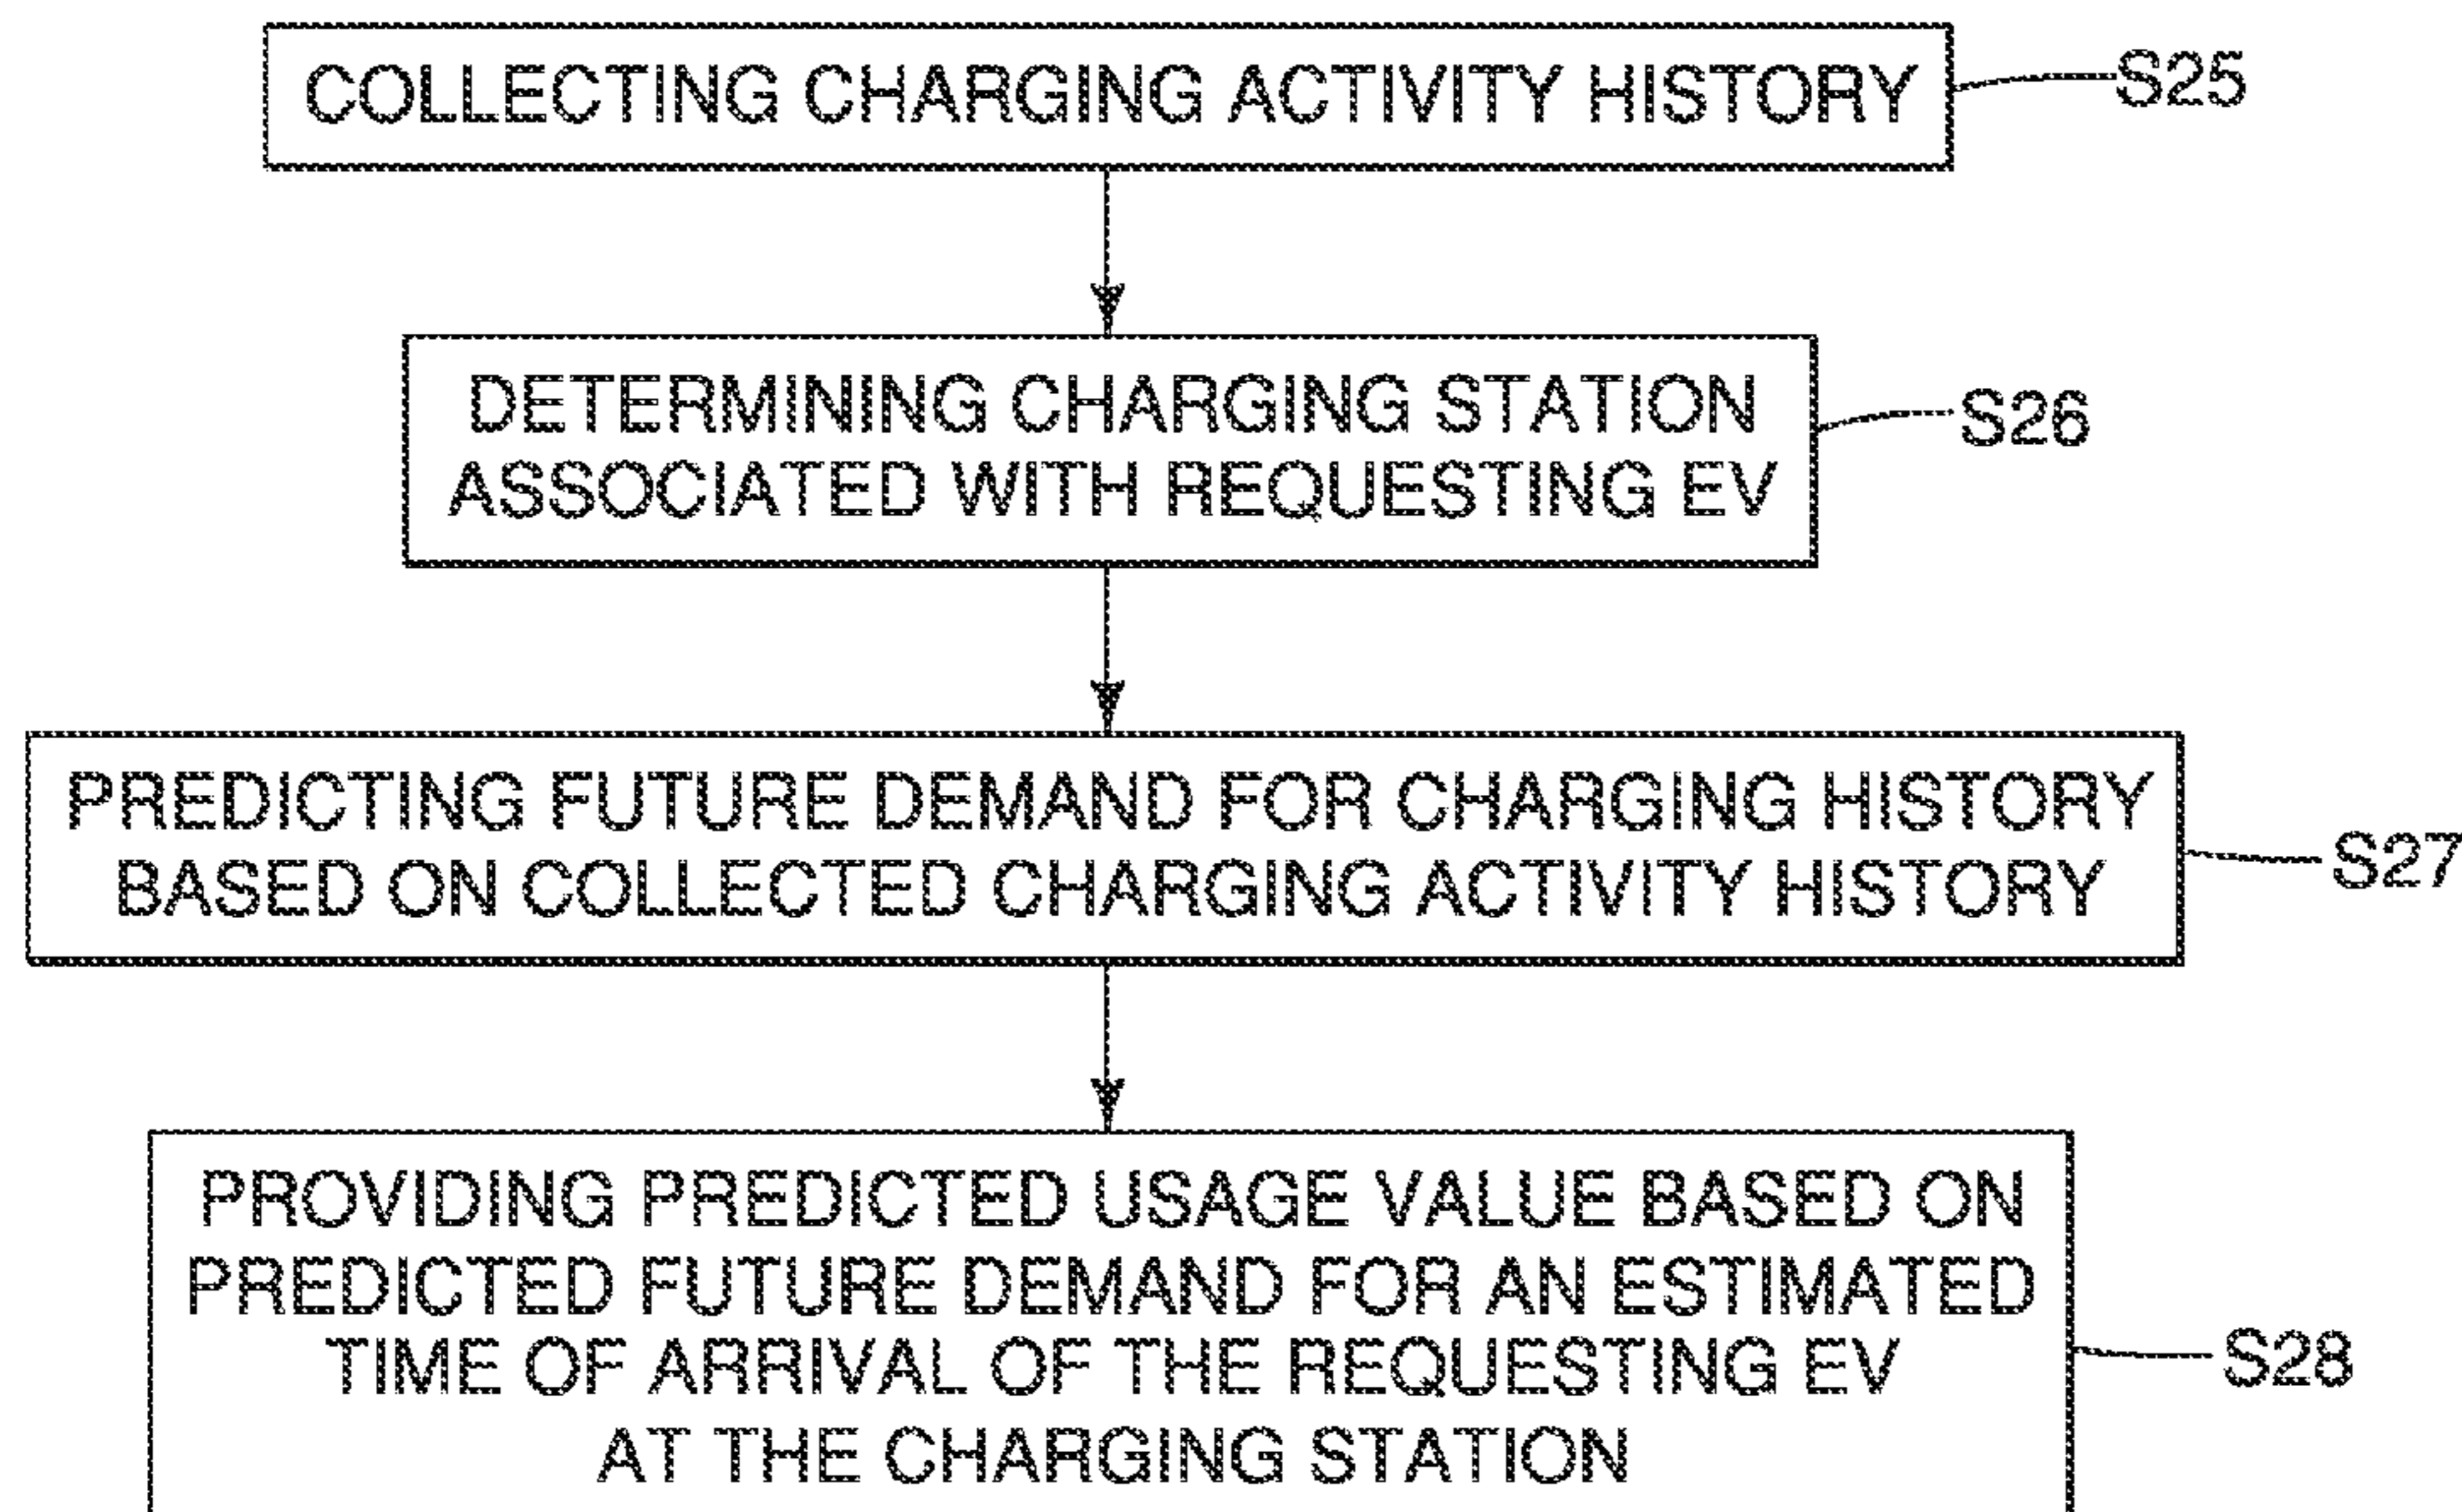 COLLECTING CHARGING ACTIVITY HISTORY
S25
DETERMINING CHARGING STATION
ASSOCIATED WITH REQUESTING EV
S26
PREDICTING FUTURE DEMAND FOR CHARGING HISTORY
BASED ON COLLECTED CHARGING ACTIVITY HISTORY
S27
PROVIDING PREDICTED USAGE VALUE BASED ON
PREDICTED FUTURE DEMAND FOR AN ESTIMATED
TIME OF ARRIVAL OF THE REQUESTING EV
AT THE CHARGING STATION
S28